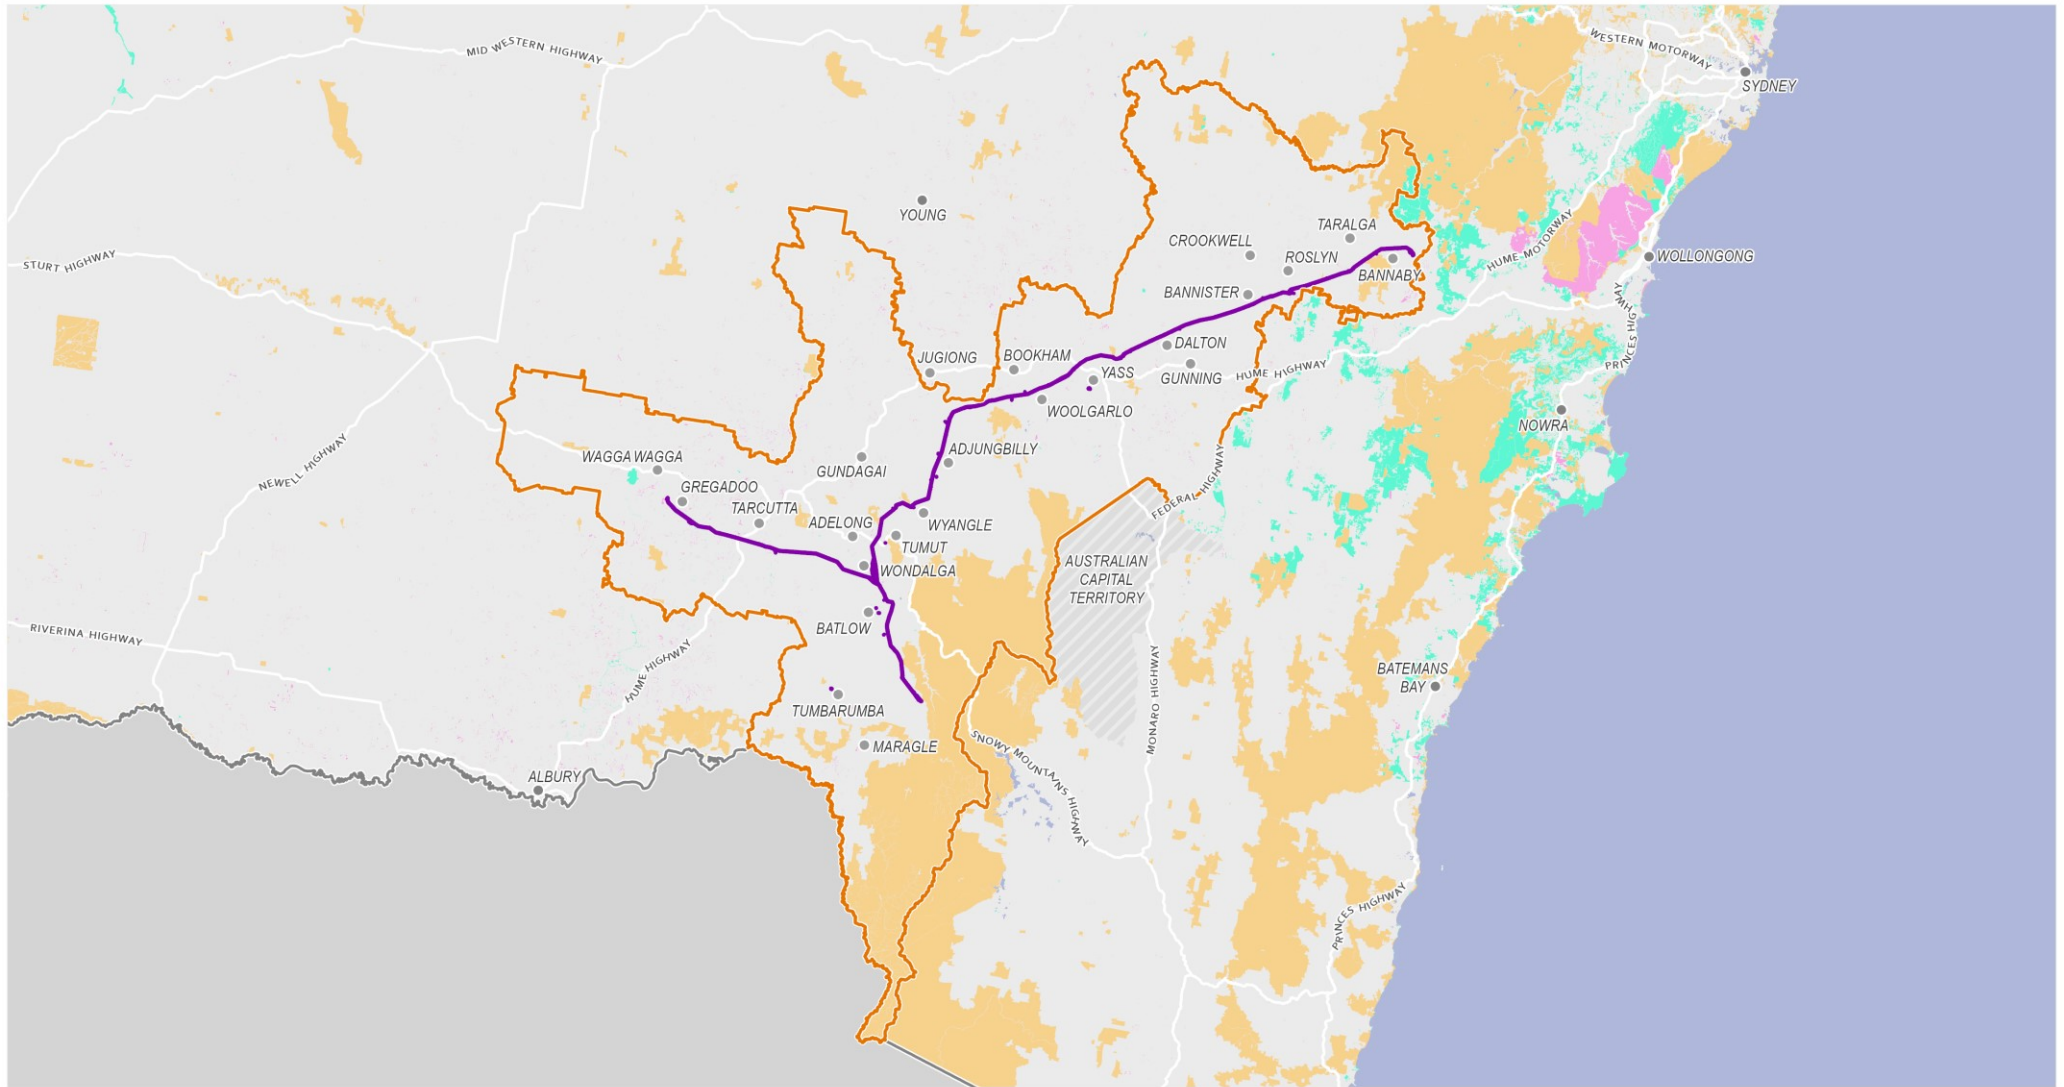 MID WESTERN HIGHWAY
WESTERN MOTORWAY
SYDNEY
YOUNG
TARALGA
CROOKWELL
ROSLYN
HUME MOTORWAY
WOLLONGONG
STURT HIGHWAY
BANNABY
BANNISTER
PRINCES HIGHWAY
JUGIONG
BOOKHAM
DALTON
YASS
GUNNING
HUME HIGHWAY
WOOLGARLO
NOWRA
NEWELL HIGHWAY
WAGGA WAGGA
GUNDAGAI
ADJUNGBILLY
GREGADOO
TARCUTTA
ADELONG
WYANGLE
FEDERAL HIGHWAY
TUMUT
WONDALGA
AUSTRALIAN
CAPITAL
TERRITORY
BATLOW
RIVERINA HIGHWAY
HUME HIGHWAY
MONARO HIGHWAY
BATEMANS
BAY
TUMBARUMBA
MARAGLE
SNOWY MOUNTAINS HIGHWAY
ALBURY
PRINCES HIGHWAY